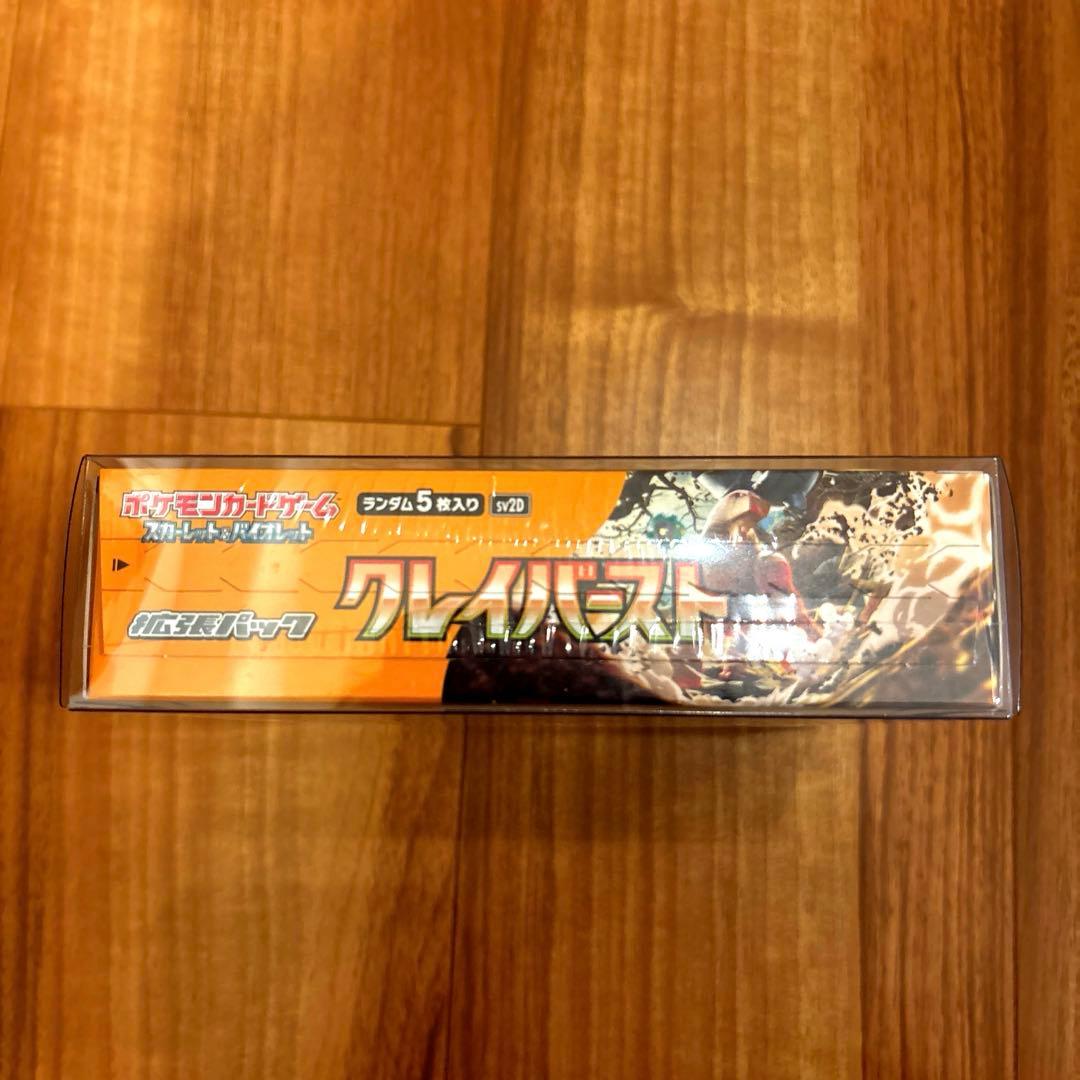 ポケモンカードゲーム
スカーレット&バイオレット
ランダム5枚入り
sv2D
拡張パック
クレイバースト